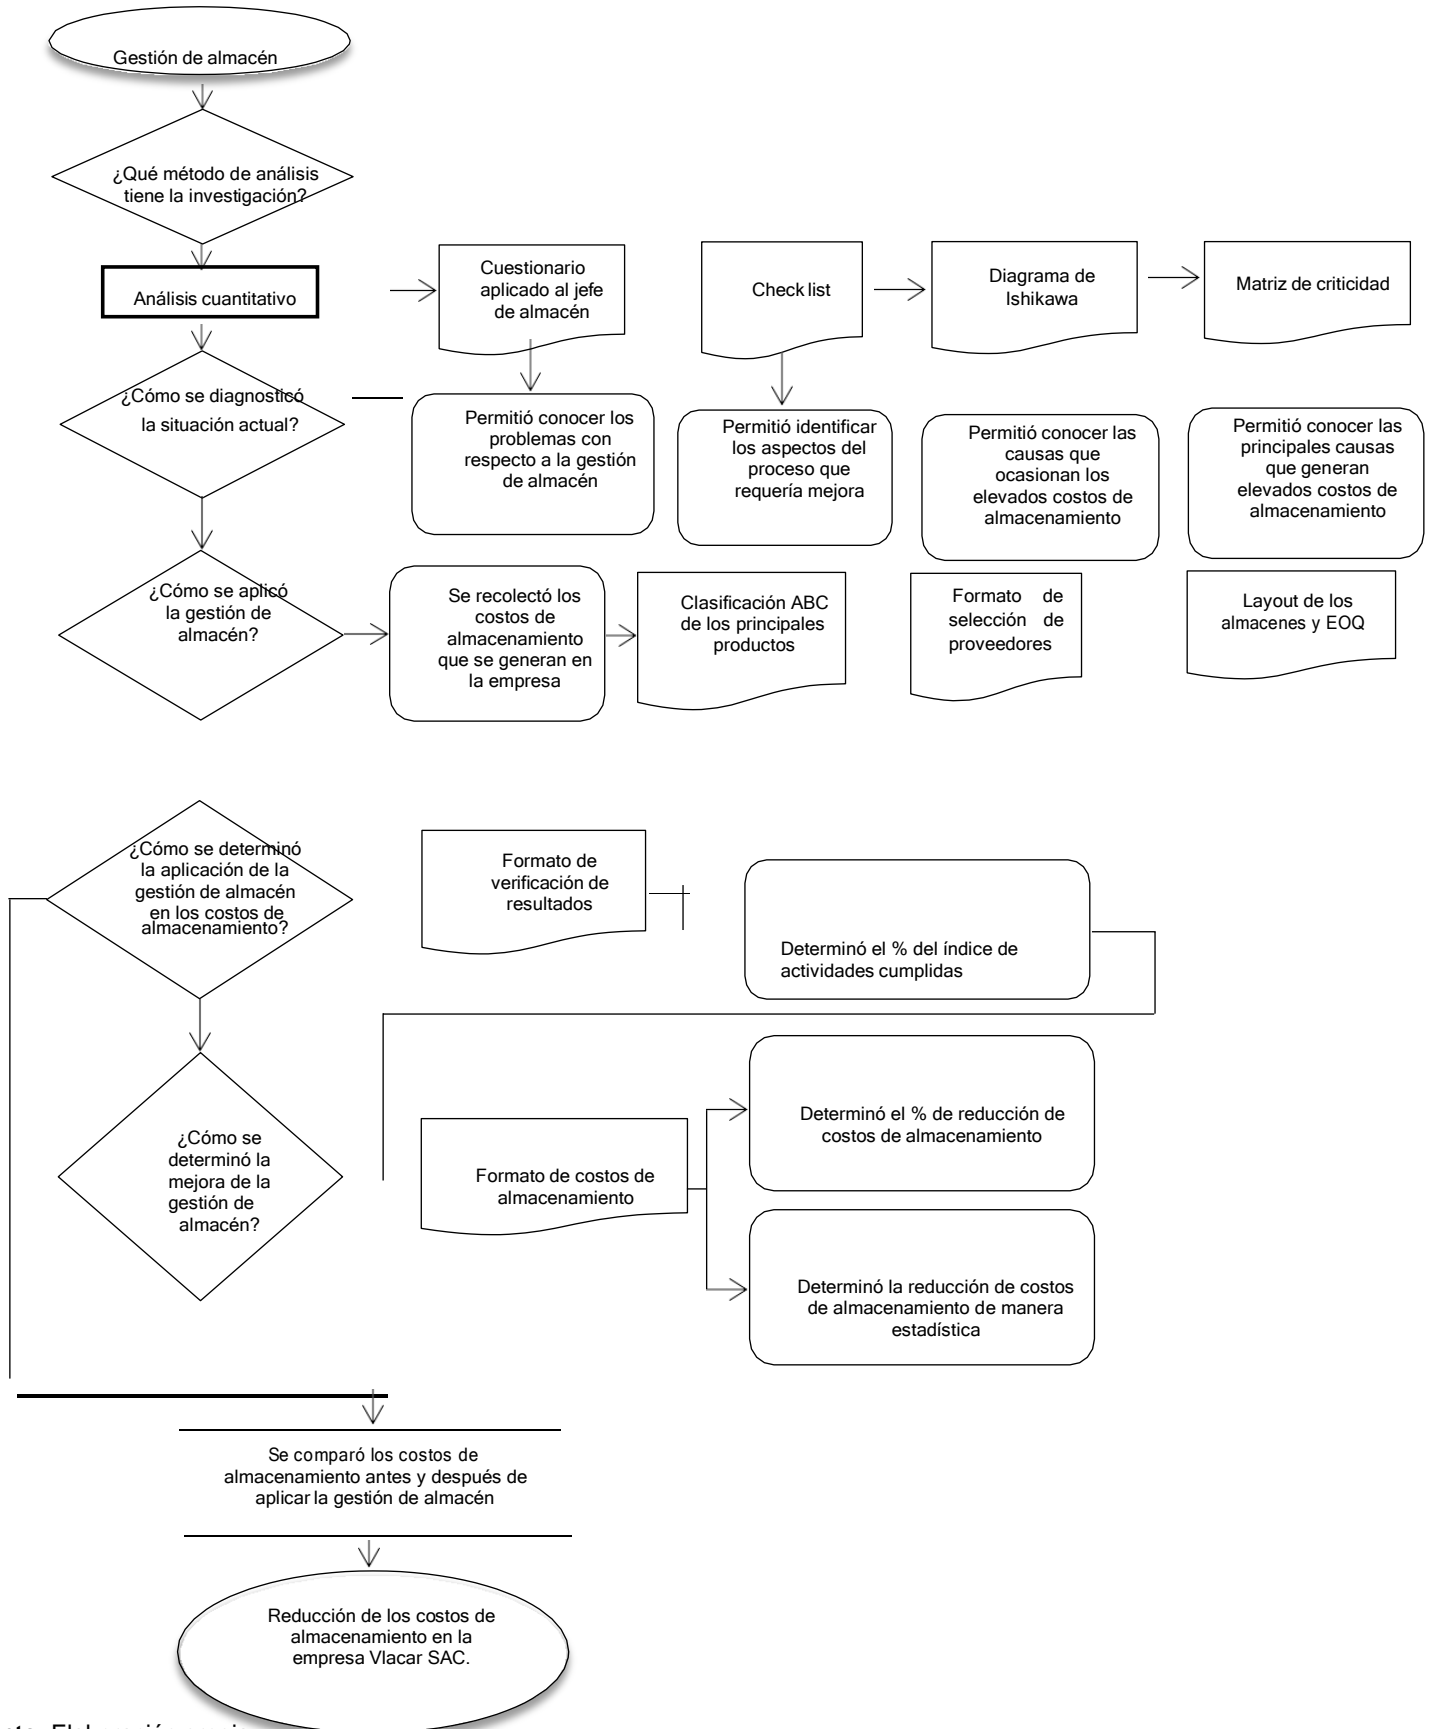 Gestión de almacén
¿Qué método de análisis
tiene la investigación?
Análisis cuantitativo
Cuestionario
aplicado al jefe
de almacén
Check list
Diagrama de
Ishikawa
Matriz de criticidad
¿Cómo se diagnosticó
la situación actual?
Permitió conocer los
problemas con
respecto a la gestión
de almacén
Permitió identificar
los aspectos del
proceso que
requería mejora
Permitió conocer las
causas que
ocasionan los
elevados costos de
almacenamiento
Permitió conocer las
principales causas
que generan
elevados costos de
almacenamiento
¿Cómo se aplicó
la gestión de
almacén?
Se recolectó los
costos de
almacenamiento
que se generan en
la empresa
Clasificación ABC
de los principales
productos
Formato de
selección de
proveedores
Layout de los
almacenes y EOQ
¿Cómo se determinó
la aplicación de la
gestión de almacén
en los costos de
almacenamiento?
Formato de
verificación de
resultados
Determinó el % del índice de
actividades cumplidas
¿Cómo se
determinó la
mejora de la
gestión de
almacén?
Formato de costos de
almacenamiento
Determinó el % de reducción de
costos de almacenamiento
Determinó la reducción de costos
de almacenamiento de manera
estadística
Se comparó los costos de
almacenamiento antes y después de
aplicar la gestión de almacén
Reducción de los costos de
almacenamiento en la
empresa Vlacar SAC.